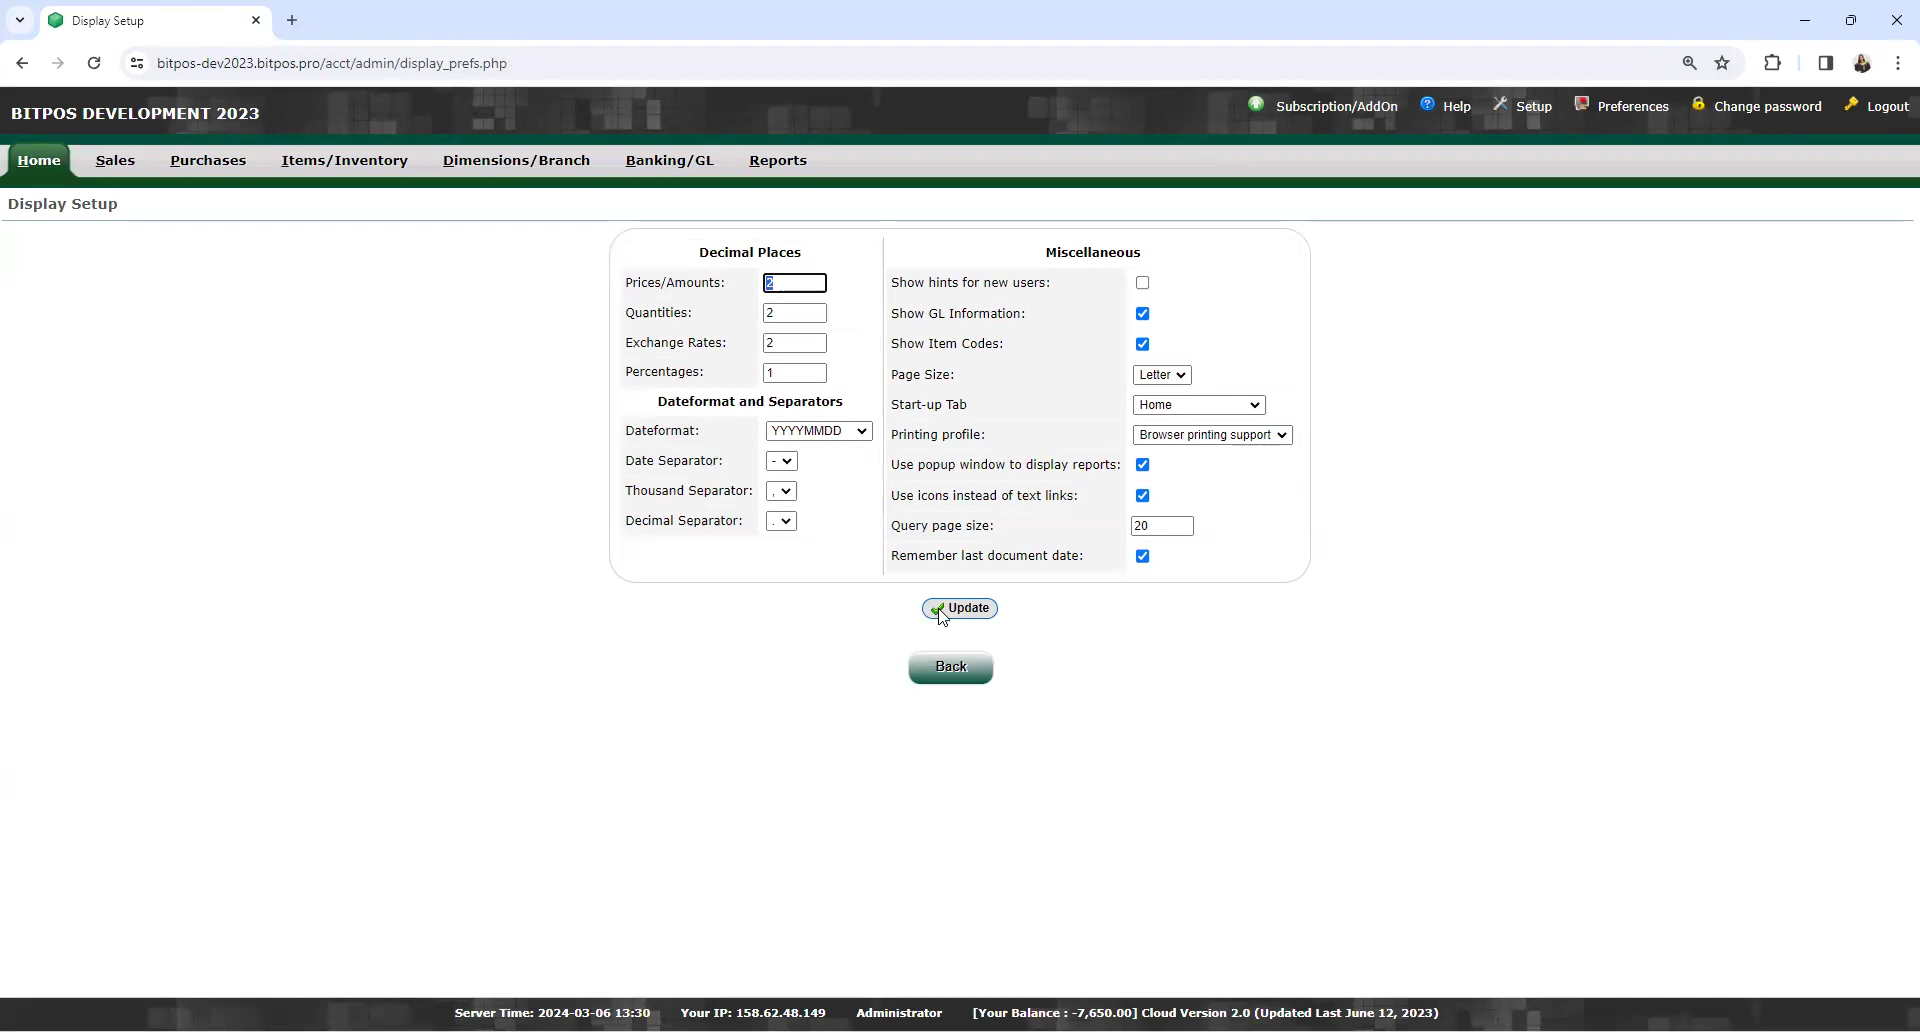 Display Setup
bitpos-dev2023.bitpos.pro/acct/admin/display_prefs.php
BITPOS DEVELOPMENT 2023
Subscription/AddOn Help Setup Preferences Change password Logout
Home Sales Purchases Items/Inventory Dimensions/Branch Banking/GL Reports
Display Setup
Decimal Places
Prices/Amounts: 2
Quantities: 2
Exchange Rates: 2
Percentages: 1
Dateformat and Separators
Dateformat: YYYYMMDD
Date Separator: -
Thousand Separator: ,
Decimal Separator: .
Miscellaneous
Show hints for new users:
Show GL Information:
Show Item Codes:
Page Size: Letter
Start-up Tab Home
Printing profile: Browser printing support
Use popup window to display reports:
Use icons instead of text links:
Query page size: 20
Remember last document date:
Update
Back
Server Time: 2024-03-06 13:30 Your IP: 158.62.48.149 Administrator [Your Balance : -7,650.00] Cloud Version 2.0 (Updated Last June 12, 2023)